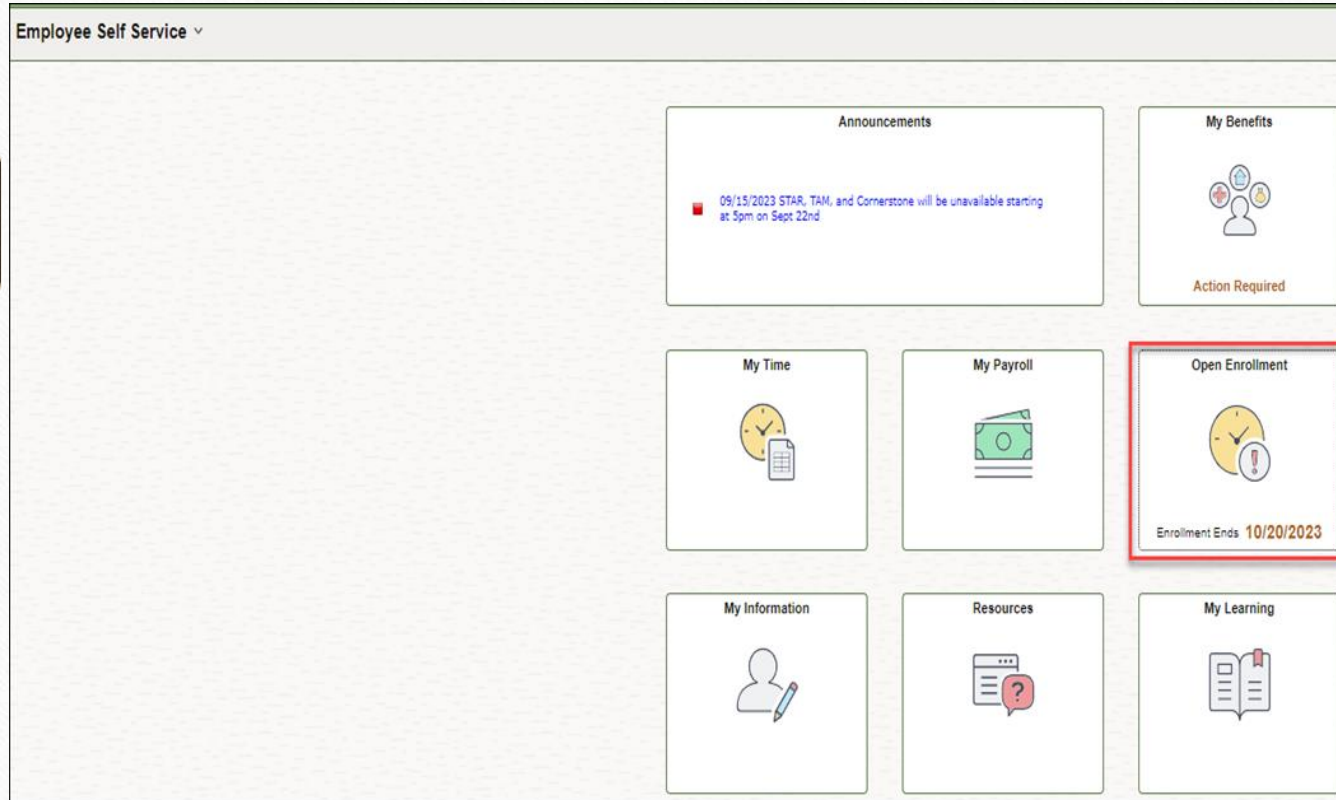 Employee Self Service
Announcements
My Benefits
09/15/2023 STAR, TAM, and Cornerstone will be unavailable starting
at 5pm on Sept 22nd
Action Required
My Time
My Payroll
Open Enrollment
Enrollment Ends 10/20/2023
My Information
Resources
My Learning